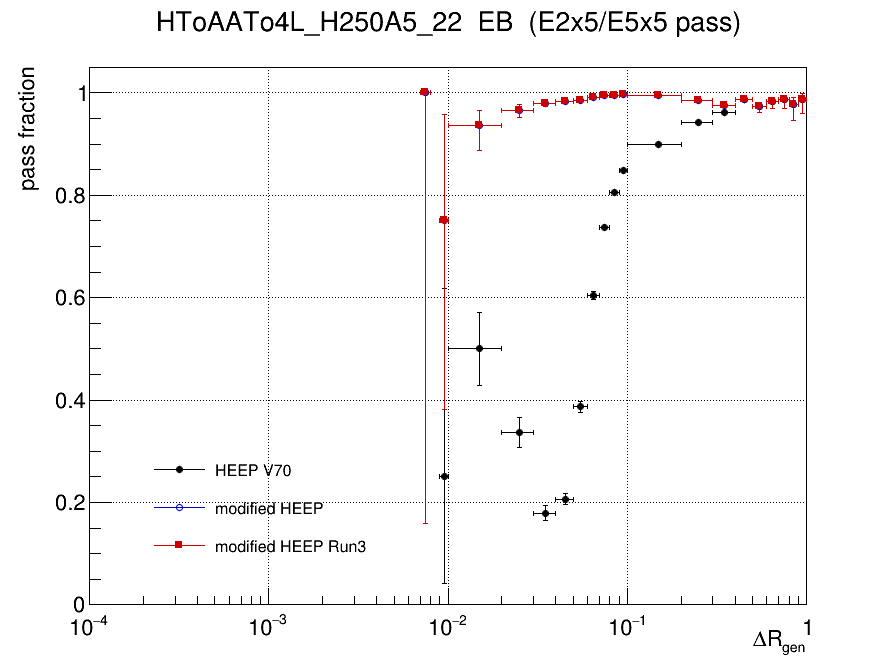 HToAATo4L_H250A5_22 EB (E2x5/E5x5 pass)
pass fraction
1
0.8
0.6
0.4
0.2
0
HEEP V70
modified HEEP
modified HEEP Run3
10⁻⁴
10⁻³
10⁻²
10⁻¹
1
ΔR_gen